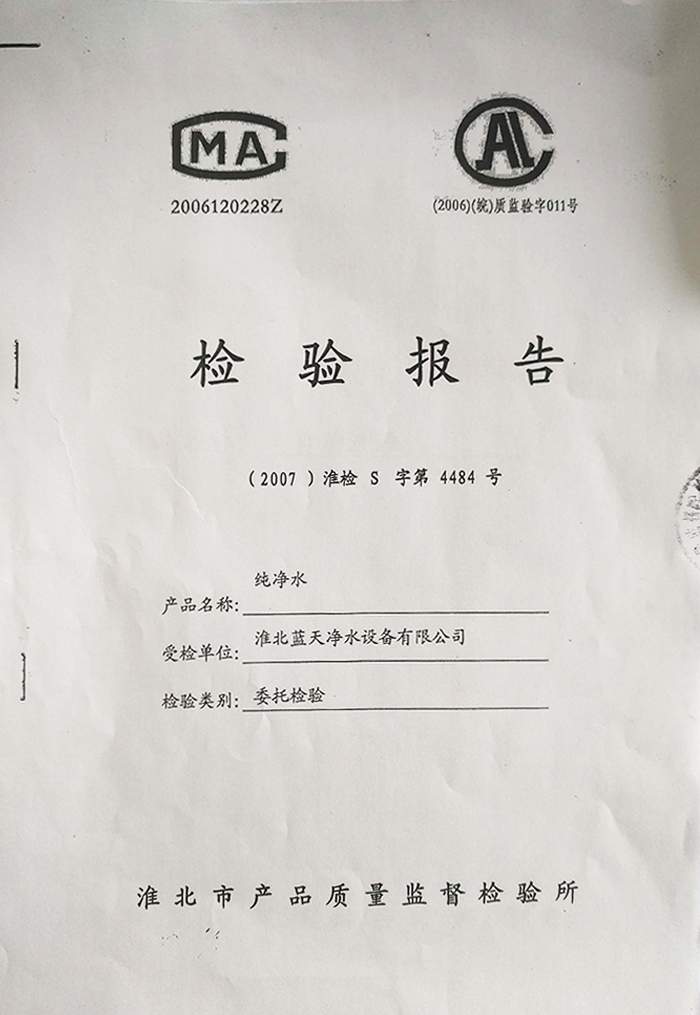 MA
CAL
2006120228Z
(2006)(皖)质监验字011号
检验报告
(2007)淮检 S 字第 4484 号
产品名称: 纯净水
受检单位: 淮北蓝天净水设备有限公司
检验类别: 委托检验
淮北市产品质量监督检验所